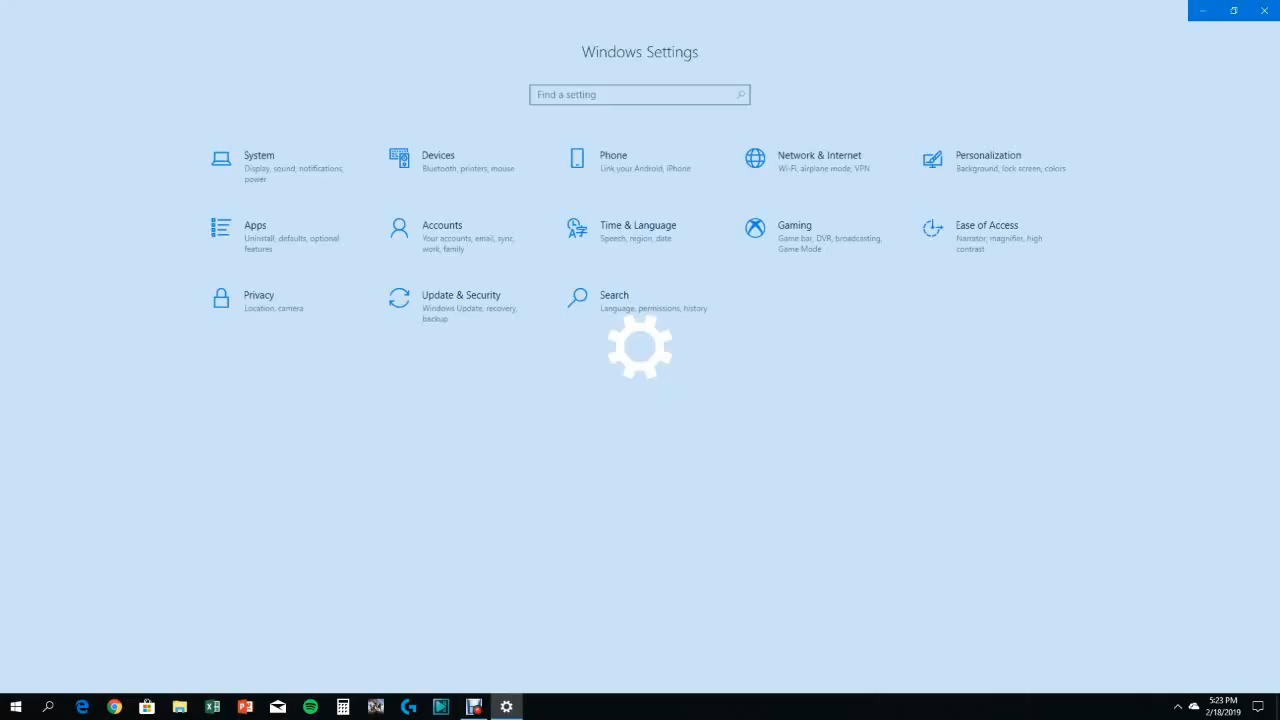 Windows Settings
Find a setting
System
Display, sound, notifications,
power
Devices
Bluetooth, printers, mouse
Phone
Link your Android, iPhone
Network & Internet
Wi-Fi, airplane mode, VPN
Personalization
Background, lock screen, colors
Apps
Uninstall, defaults, optional
features
Accounts
Your accounts, email, sync,
work, family
Time & Language
Speech, region, date
Gaming
Game bar, DVR, broadcasting,
Game Mode
Ease of Access
Narrator, magnifier, high
contrast
Privacy
Location, camera
Update & Security
Windows Update, recovery,
backup
Search
Language, permissions, history
5:23 PM
2/18/2019